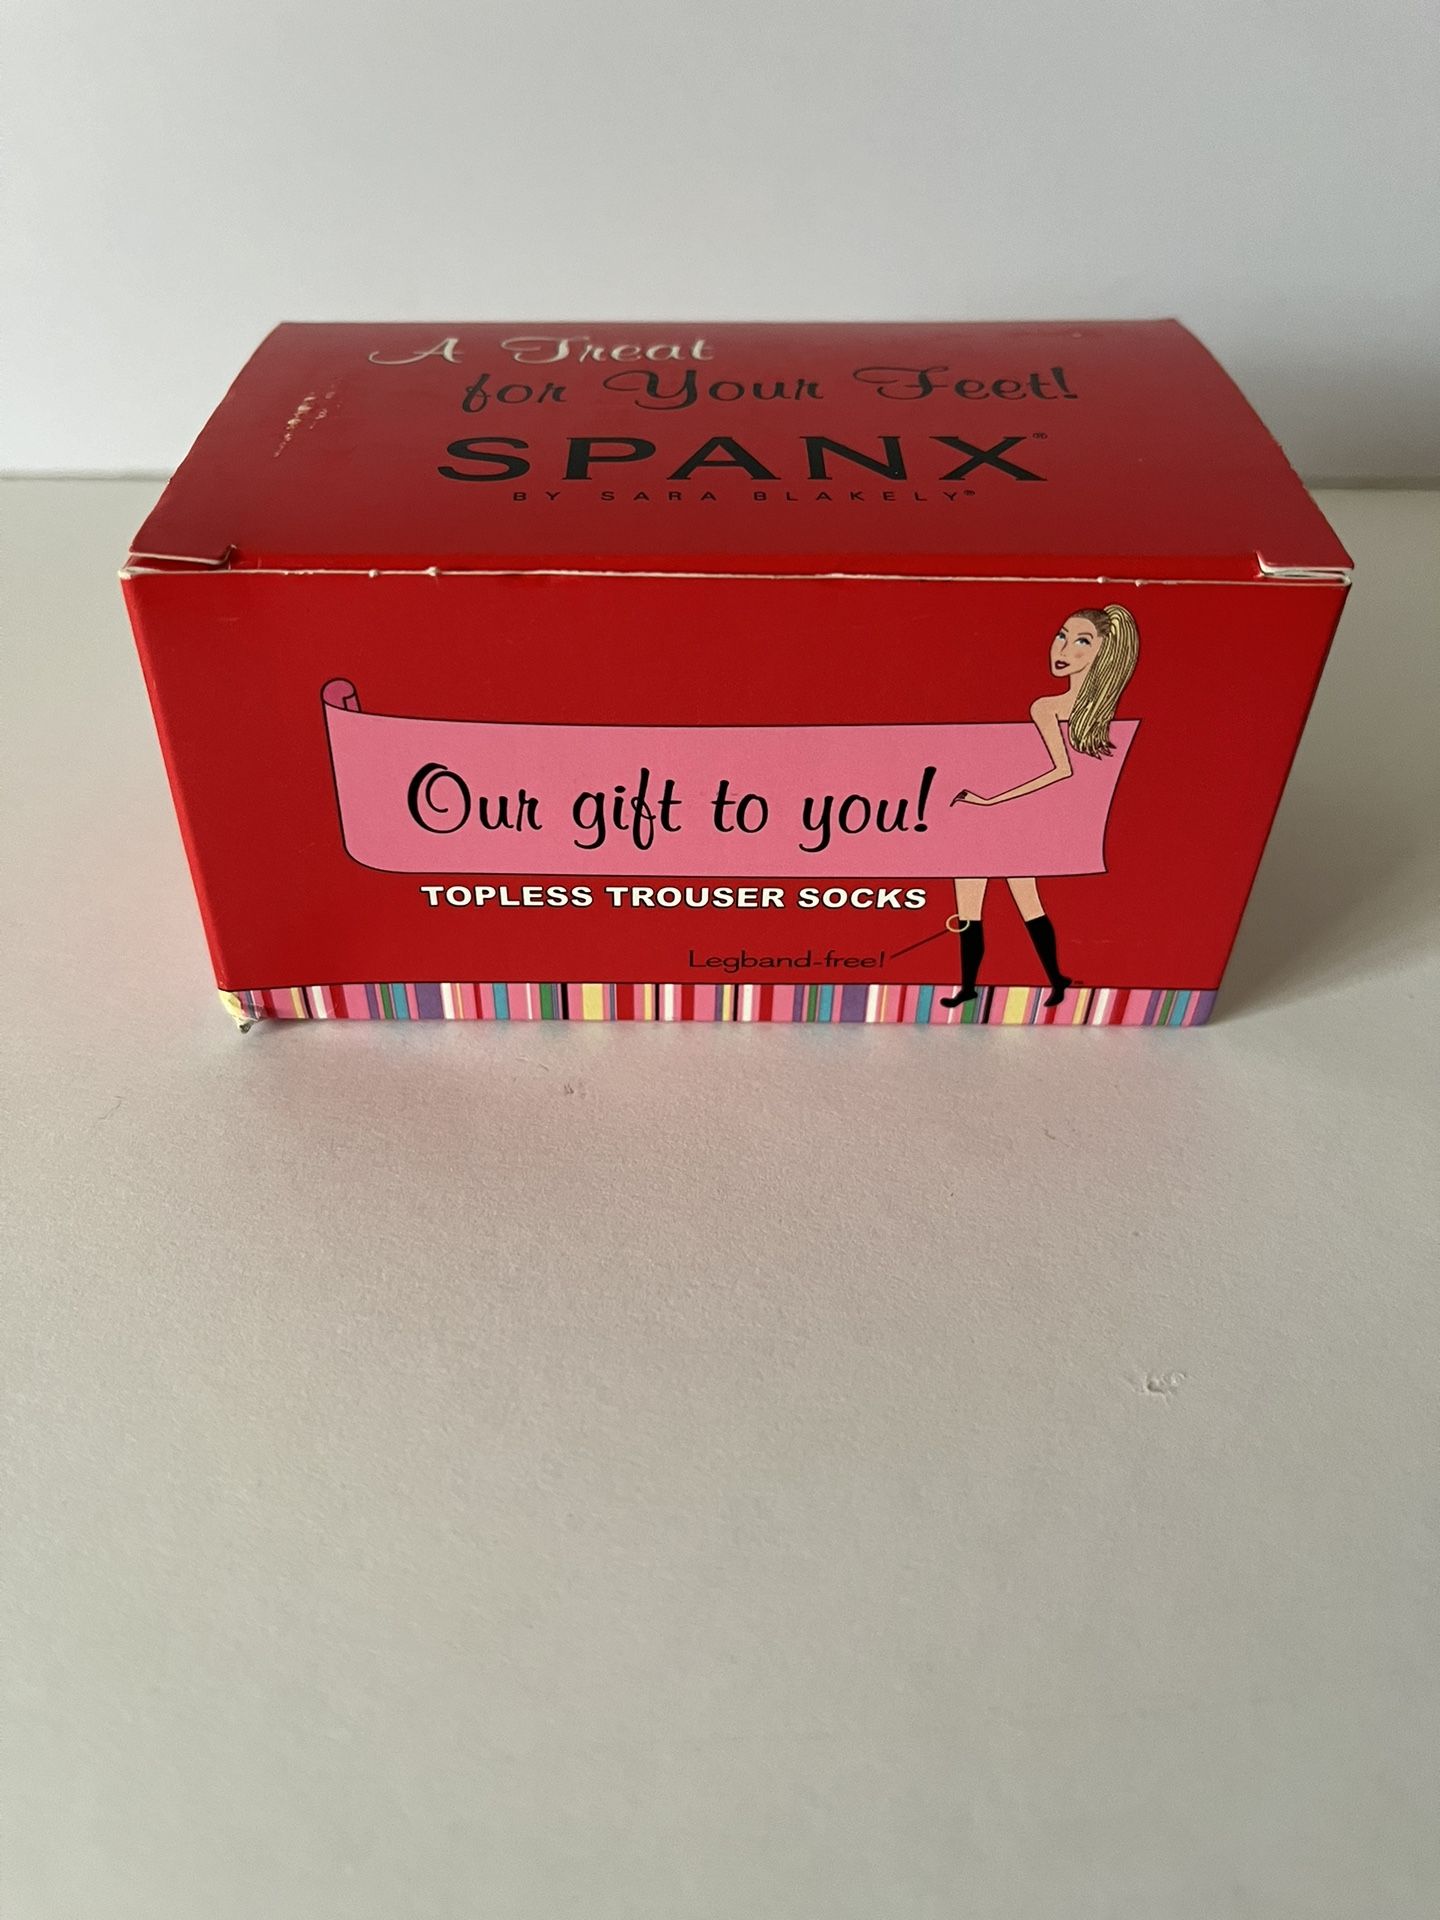 A Treat
for Your Feet!
SPANX®
BY SARA BLAKELY®
Our gift to you!
TOPLESS TROUSER SOCKS
Legband-free!